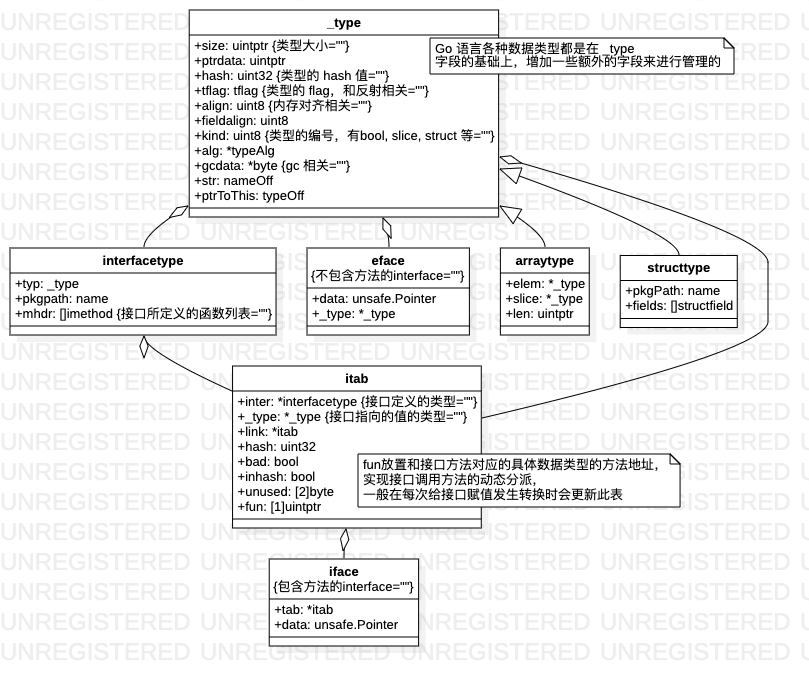 _type
+size: uintptr {类型大小=""}
+ptrdata: uintptr
+hash: uint32 {类型的 hash 值=""}
+tflag: tflag {类型的 flag，和反射相关=""}
+align: uint8 {内存对齐相关=""}
+fieldalign: uint8
+kind: uint8 {类型的编号，有bool, slice, struct 等=""}
+alg: *typeAlg
+gcdata: *byte {gc 相关=""}
+str: nameOff
+ptrToThis: typeOff
Go 语言各种数据类型都是在 _type
字段的基础上，增加一些额外的字段来进行管理的
interfacetype
+typ: _type
+pkgpath: name
+mhdr: []imethod {接口所定义的函数列表=""}
eface
{不包含方法的interface=""}
+data: unsafe.Pointer
+_type: *_type
arraytype
+elem: *_type
+slice: *_type
+len: uintptr
structtype
+pkgPath: name
+fields: []structfield
itab
+inter: *interfacetype {接口定义的类型=""}
+_type: *_type {接口指向的值的类型=""}
+link: *itab
+hash: uint32
+bad: bool
+inhash: bool
+unused: [2]byte
+fun: [1]uintptr
fun放置和接口方法对应的具体数据类型的方法地址，
实现接口调用方法的动态分派，
一般在每次给接口赋值发生转换时会更新此表
iface
{包含方法的interface=""}
+tab: *itab
+data: unsafe.Pointer
UNREGISTERED